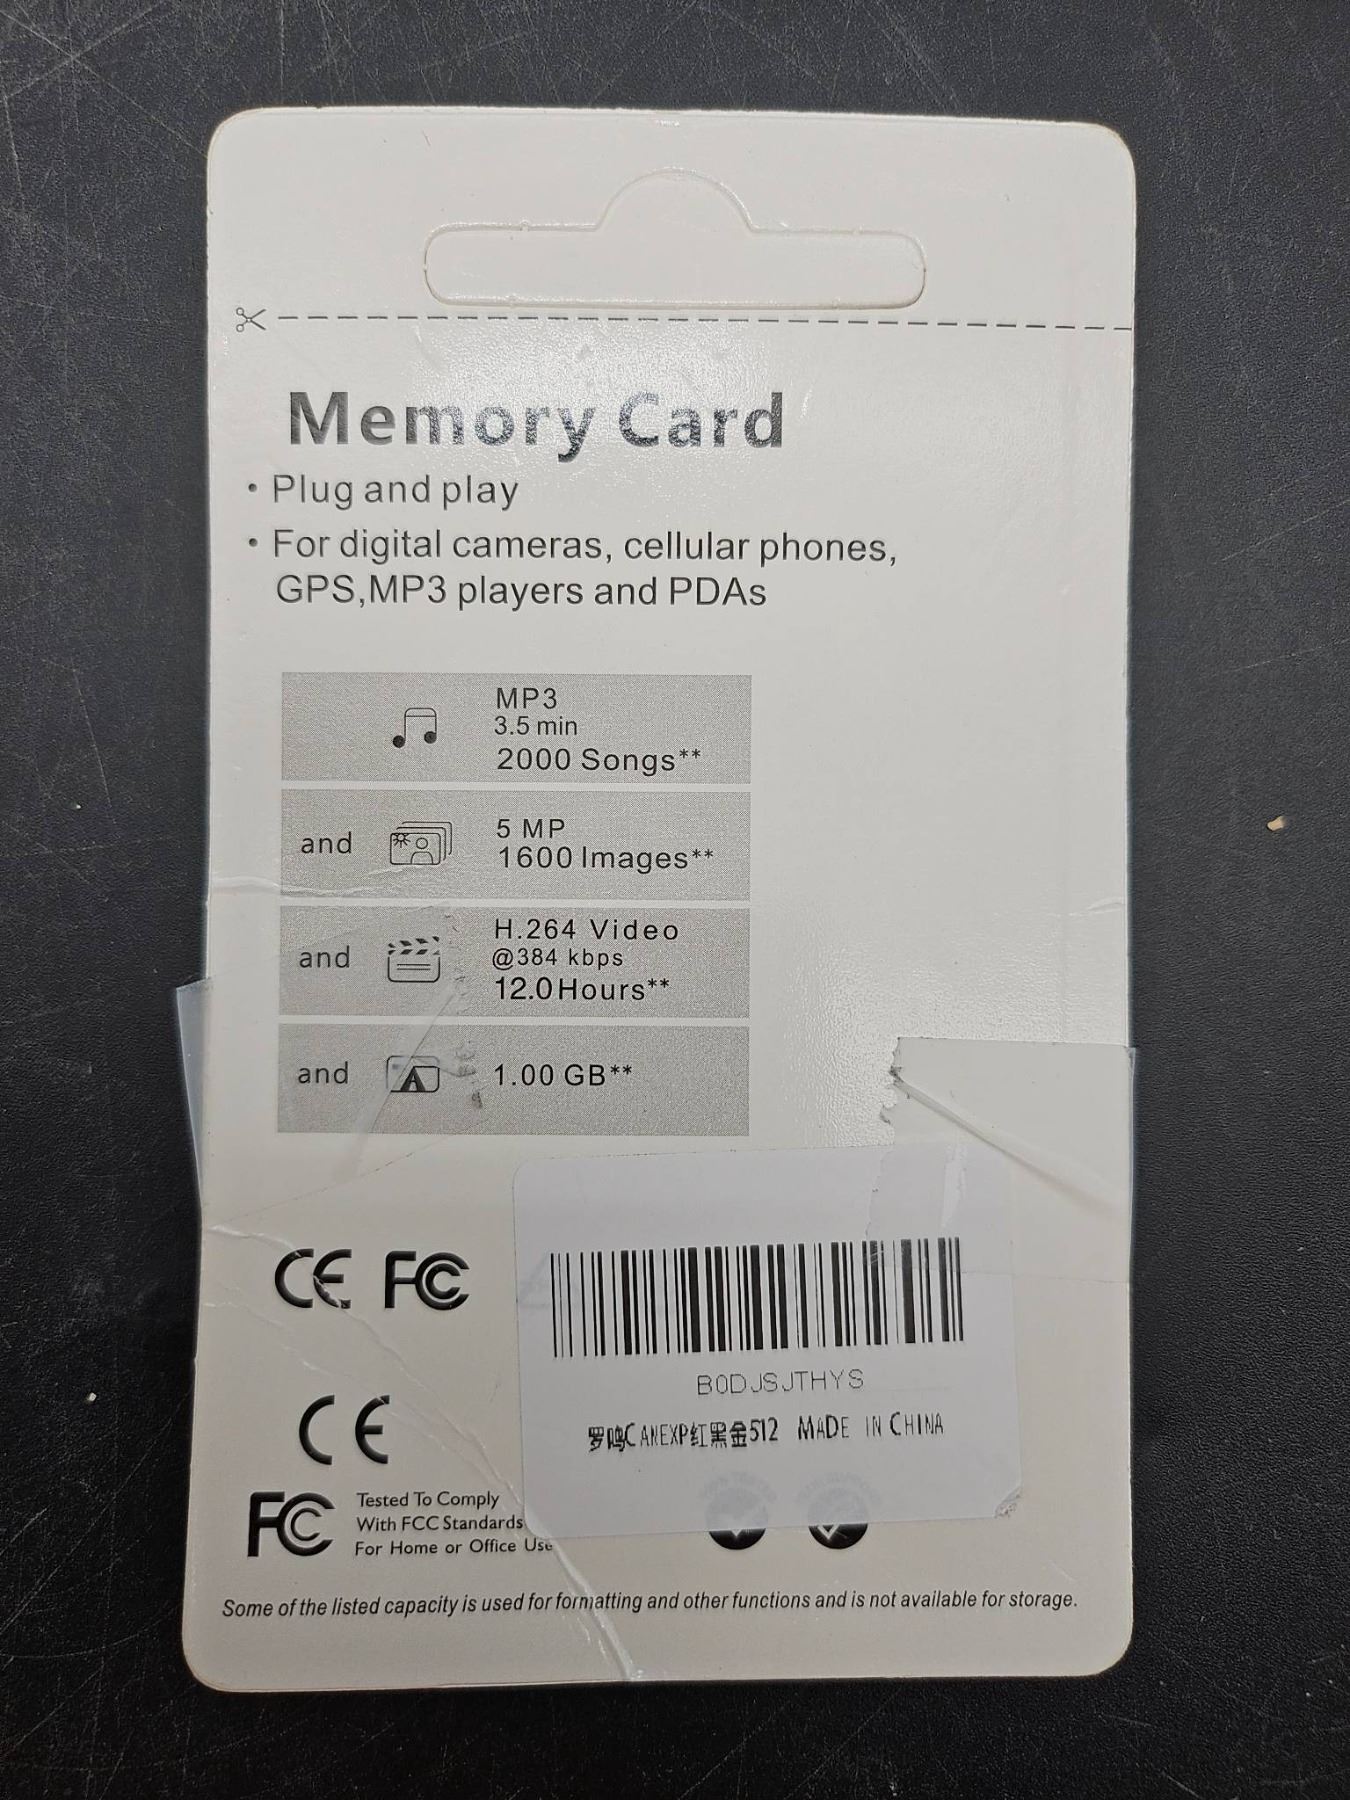 Memory Card
• Plug and play
• For digital cameras, cellular phones,
GPS,MP3 players and PDAs
MP3
3.5 min
2000 Songs**
and
5 MP
1600 Images**
and
H.264 Video
@384 kbps
12.0 Hours**
and
A
1.00 GB**
CE FC
B0DJSJTHYS
罗鸣CANEXP红黑金512 MADE IN CHINA
CE
FC
Tested To Comply
With FCC Standards
For Home or Office Use
Some of the listed capacity is used for formatting and other functions and is not available for storage.